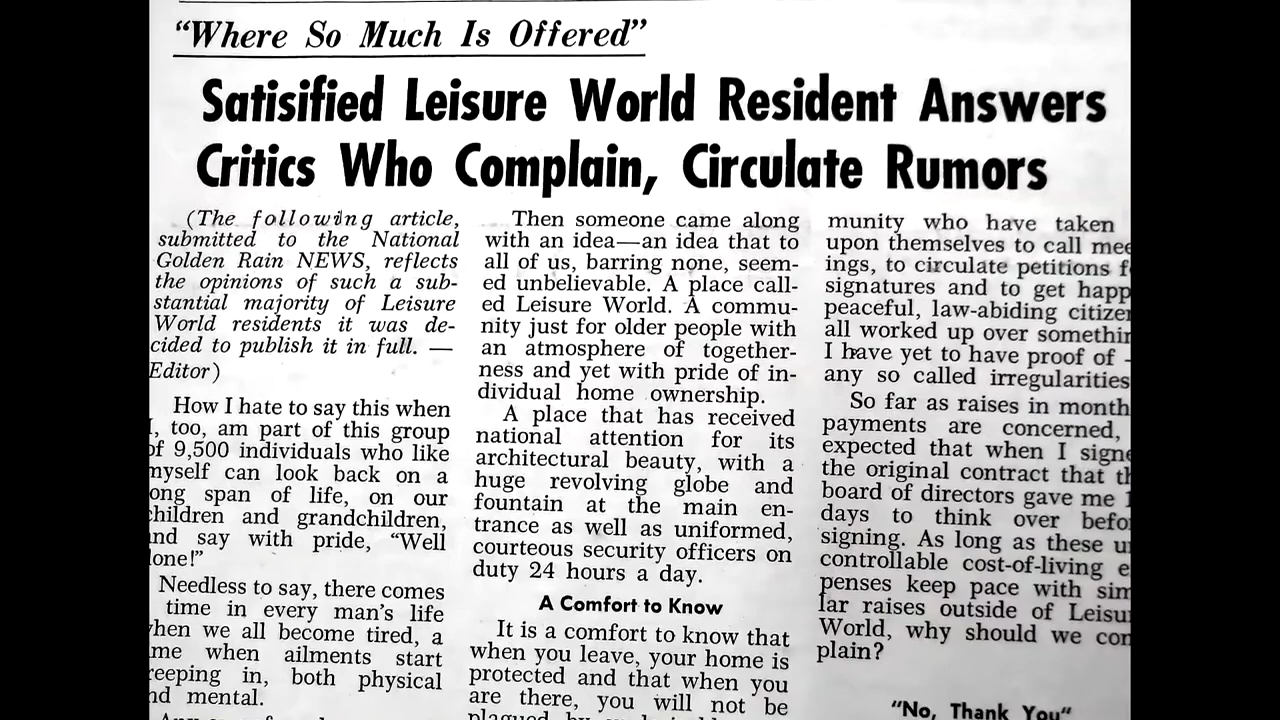 “Where So Much Is Offered”
Satisified Leisure World Resident Answers
Critics Who Complain, Circulate Rumors
(The following article,
submitted to the National
Golden Rain NEWS, reflects
the opinions of such a sub-
stantial majority of Leisure
World residents it was de-
cided to publish it in full. —
Editor)
How I hate to say this when
I, too, am part of this group
of 9,500 individuals who like
myself can look back on a
ong span of life, on our
children and grandchildren,
and say with pride, “Well
done!”
Needless to say, there comes
time in every man’s life
when we all become tired, a
me when ailments start
reeping in, both physical
nd mental.
Then someone came along
with an idea—an idea that to
all of us, barring none, seem-
ed unbelievable. A place call-
ed Leisure World. A commu-
nity just for older people with
an atmosphere of together-
ness and yet with pride of in-
dividual home ownership.
A place that has received
national attention for its
architectural beauty, with a
huge revolving globe and
fountain at the main en-
trance as well as uniformed,
courteous security officers on
duty 24 hours a day.
A Comfort to Know
It is a comfort to know that
when you leave, your home is
protected and that when you
are there, you will not be
munity who have taken
upon themselves to call mee
ings, to circulate petitions f
signatures and to get happ
peaceful, law-abiding citizen
all worked up over somethin
I have yet to have proof of -
any so called irregularities
So far as raises in month
payments are concerned,
expected that when I signe
the original contract that th
board of directors gave me 1
days to think over befo
signing. As long as these u
controllable cost-of-living e
penses keep pace with sim
lar raises outside of Leisu
World, why should we con
plain?
“No, Thank You”